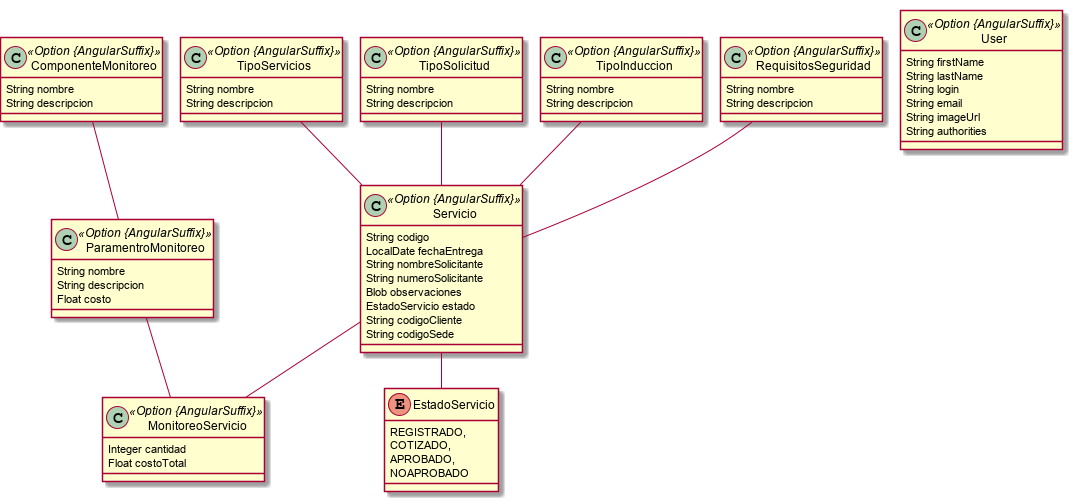 C «Option {AngularSuffix}»
ComponenteMonitoreo
String nombre
String descripcion
C «Option {AngularSuffix}»
TipoServicios
String nombre
String descripcion
C «Option {AngularSuffix}»
TipoSolicitud
String nombre
String descripcion
C «Option {AngularSuffix}»
TipoInduccion
String nombre
String descripcion
C «Option {AngularSuffix}»
RequisitosSeguridad
String nombre
String descripcion
C «Option {AngularSuffix}»
User
String firstName
String lastName
String login
String email
String imageUrl
String authorities
C «Option {AngularSuffix}»
ParamentroMonitoreo
String nombre
String descripcion
Float costo
C «Option {AngularSuffix}»
Servicio
String codigo
LocalDate fechaEntrega
String nombreSolicitante
String numeroSolicitante
Blob observaciones
EstadoServicio estado
String codigoCliente
String codigoSede
C «Option {AngularSuffix}»
MonitoreoServicio
Integer cantidad
Float costoTotal
E EstadoServicio
REGISTRADO,
COTIZADO,
APROBADO,
NOAPROBADO